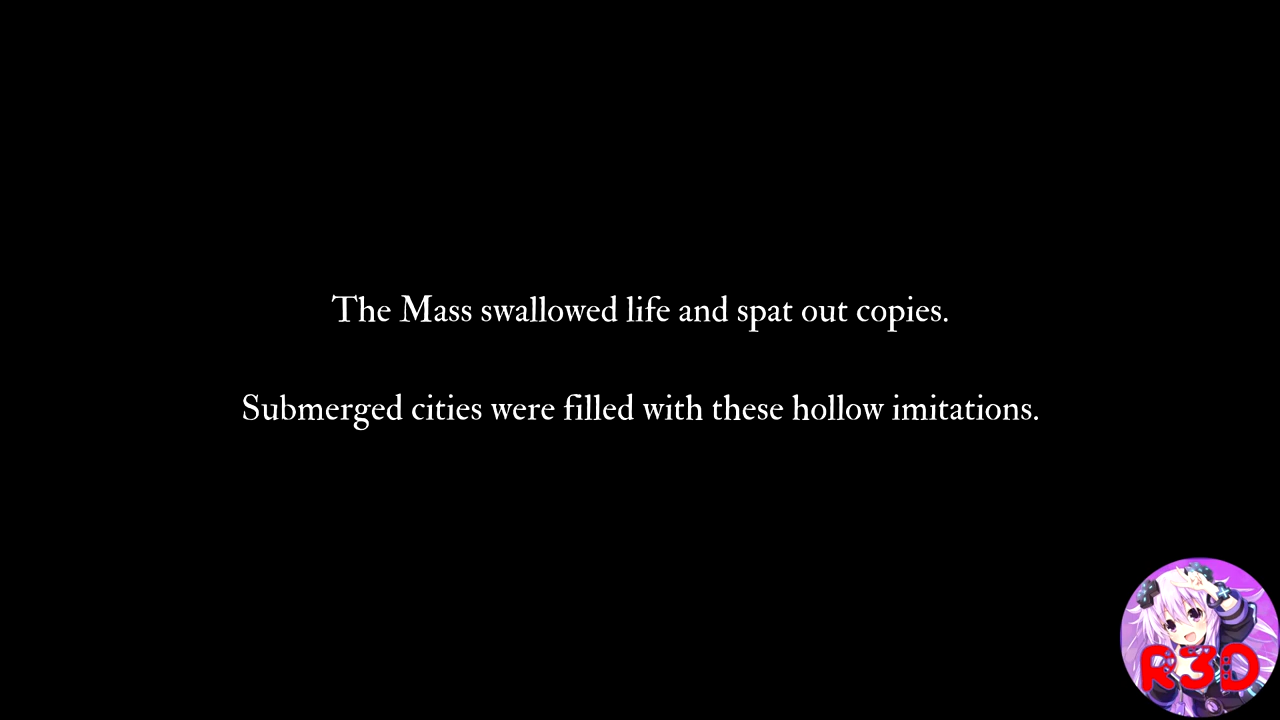 The Mass swallowed life and spat out copies.
Submerged cities were filled with these hollow imitations.
R3D